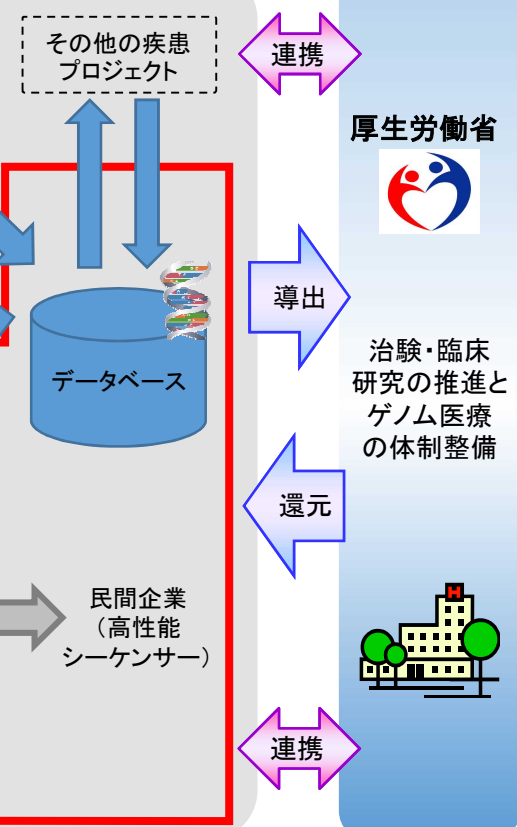 その他の疾患
プロジェクト
連携
厚生労働省
導出
データベース
治験・臨床
研究の推進と
ゲノム医療
の体制整備
還元
H
民間企業
（高性能
シーケンサー）
連携